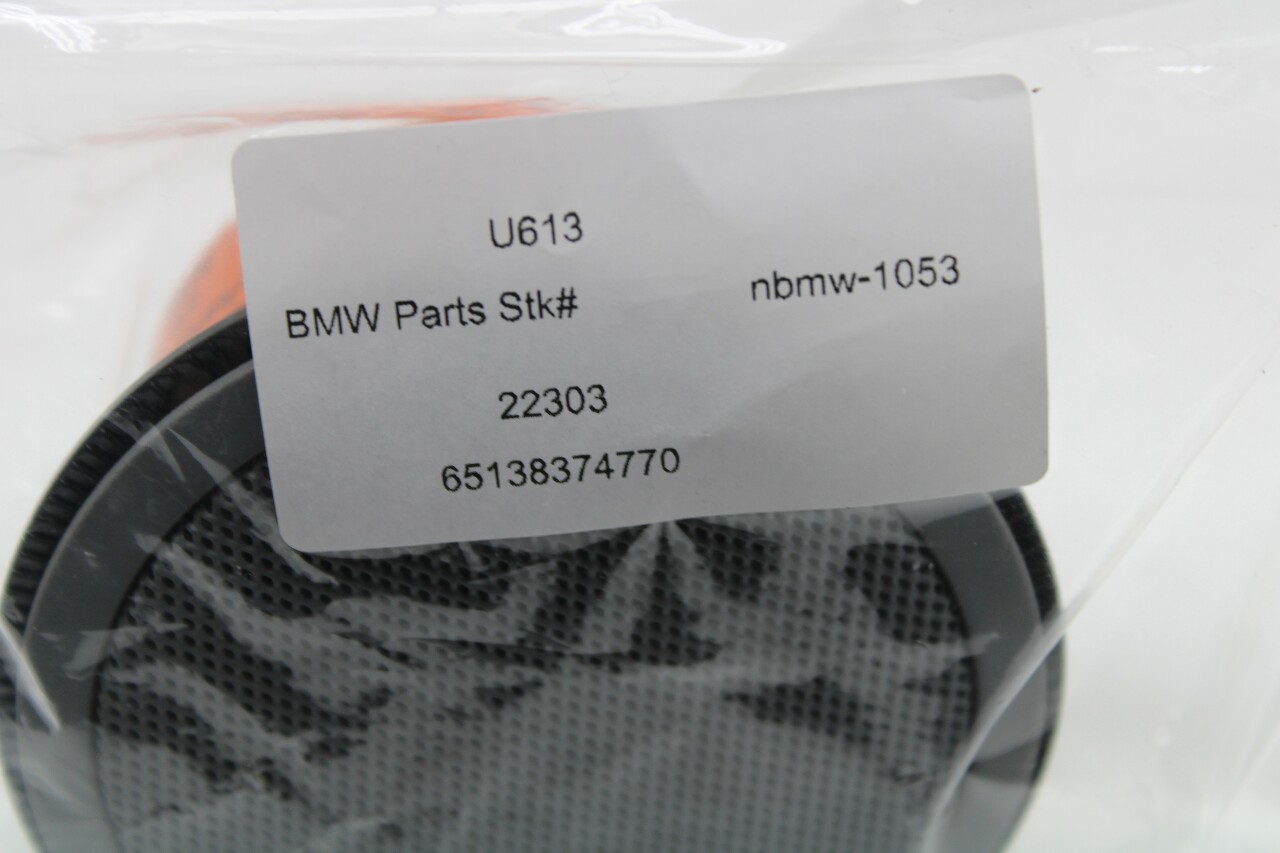 U613
BMW Parts Stk# nbmw-1053
22303
65138374770